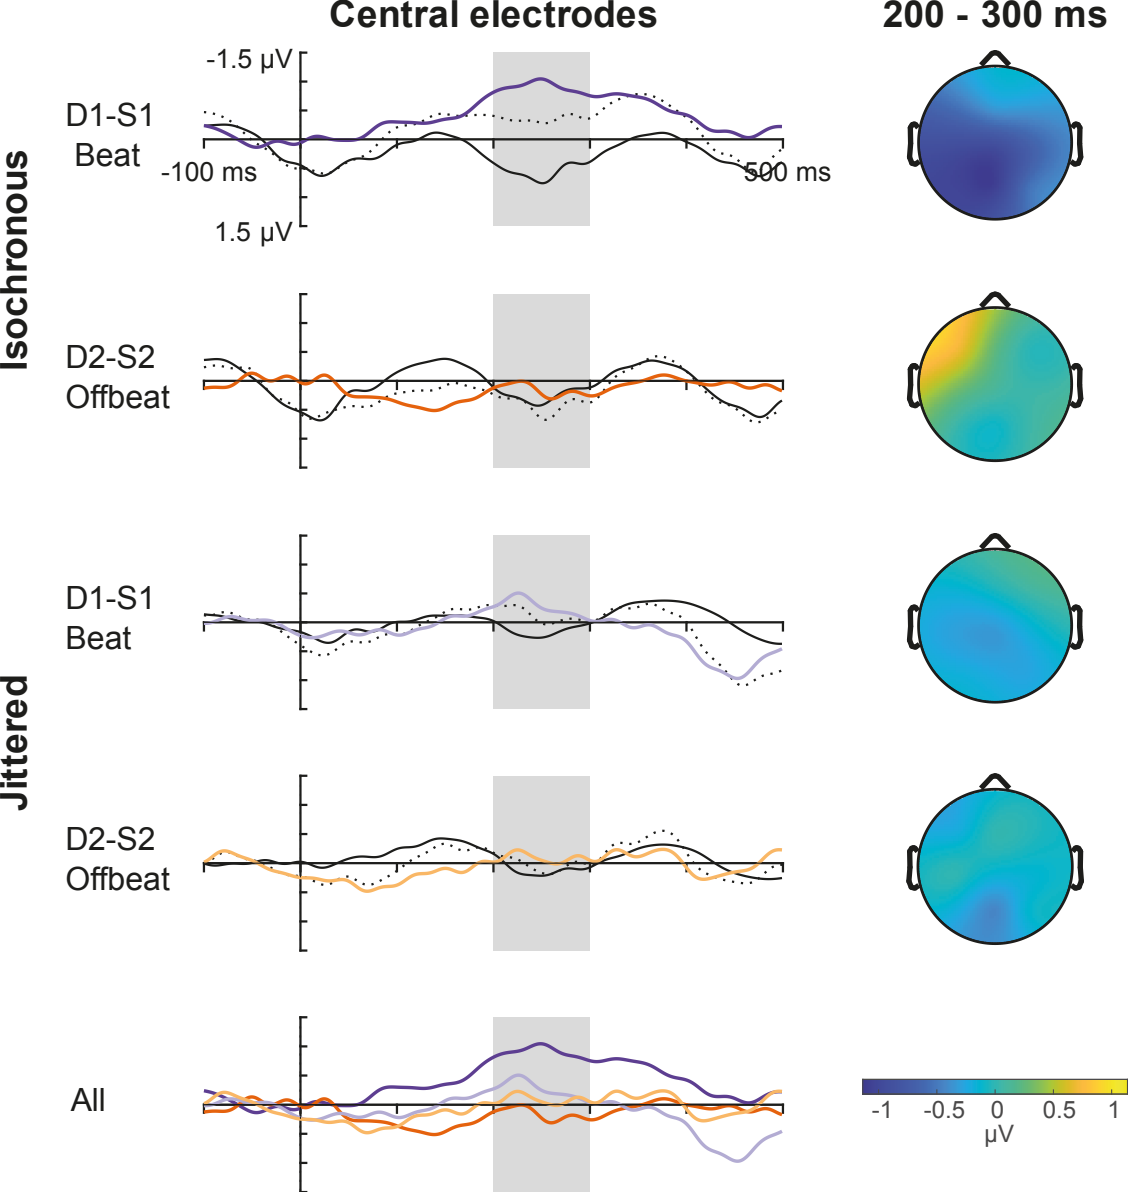 Central electrodes
200 - 300 ms
Isochronous
-1.5 µV
D1-S1
Beat
-100 ms
500 ms
1.5 µV
D2-S2
Offbeat
Jittered
D1-S1
Beat
D2-S2
Offbeat
All
-1 -0.5 0 0.5 1
µV